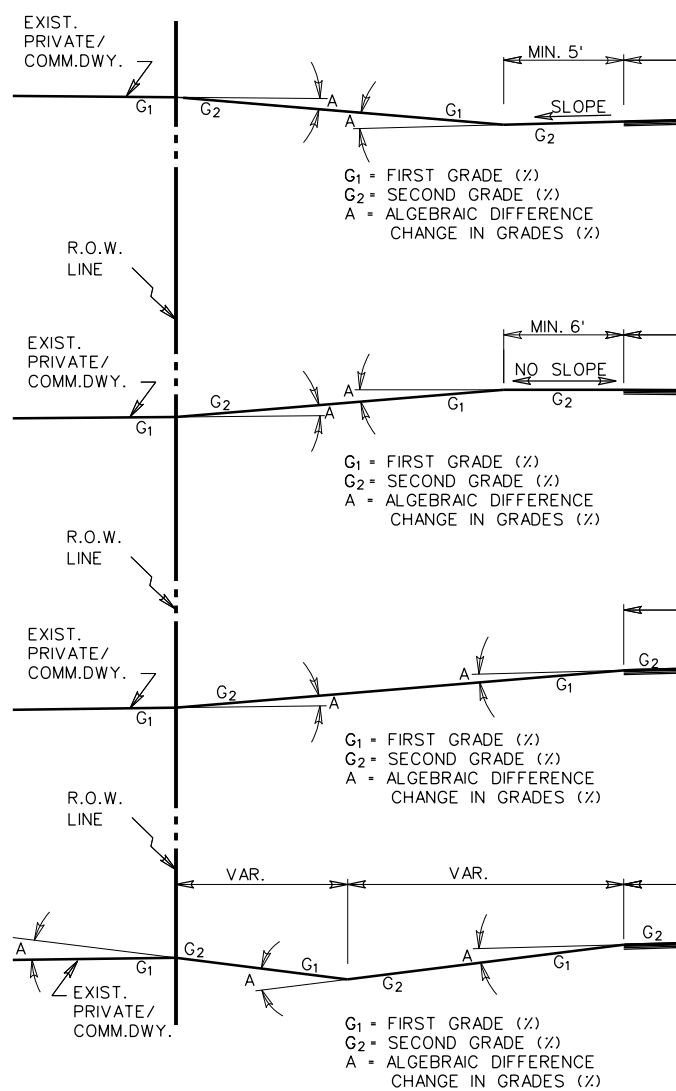 EXIST.
PRIVATE/
COMM.DWY.
MIN. 5'
G1
G2
A
A
G1
SLOPE
G2
G1 = FIRST GRADE (%)
G2 = SECOND GRADE (%)
A = ALGEBRAIC DIFFERENCE
CHANGE IN GRADES (%)
R.O.W.
LINE
EXIST.
PRIVATE/
COMM.DWY.
MIN. 6'
NO SLOPE
G1
G2
A
A
G1
G2
G1 = FIRST GRADE (%)
G2 = SECOND GRADE (%)
A = ALGEBRAIC DIFFERENCE
CHANGE IN GRADES (%)
R.O.W.
LINE
EXIST.
PRIVATE/
COMM.DWY.
G1
G2
A
A
G1
G2
G1 = FIRST GRADE (%)
G2 = SECOND GRADE (%)
A = ALGEBRAIC DIFFERENCE
CHANGE IN GRADES (%)
R.O.W.
LINE
VAR.
VAR.
A
G1
G2
A
G1
G2
A
G1
G2
EXIST.
PRIVATE/
COMM.DWY.
G1 = FIRST GRADE (%)
G2 = SECOND GRADE (%)
A = ALGEBRAIC DIFFERENCE
CHANGE IN GRADES (%)